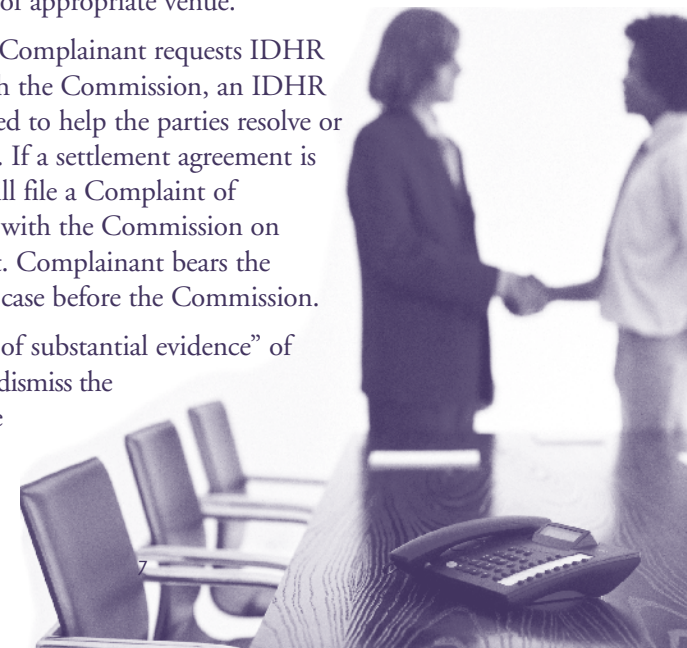 of appropriate venue.
Complainant requests IDHR
h the Commission, an IDHR
ed to help the parties resolve or
. If a settlement agreement is
ll file a Complaint of
with the Commission on
t. Complainant bears the
case before the Commission.
of substantial evidence” of
dismiss the
e
7